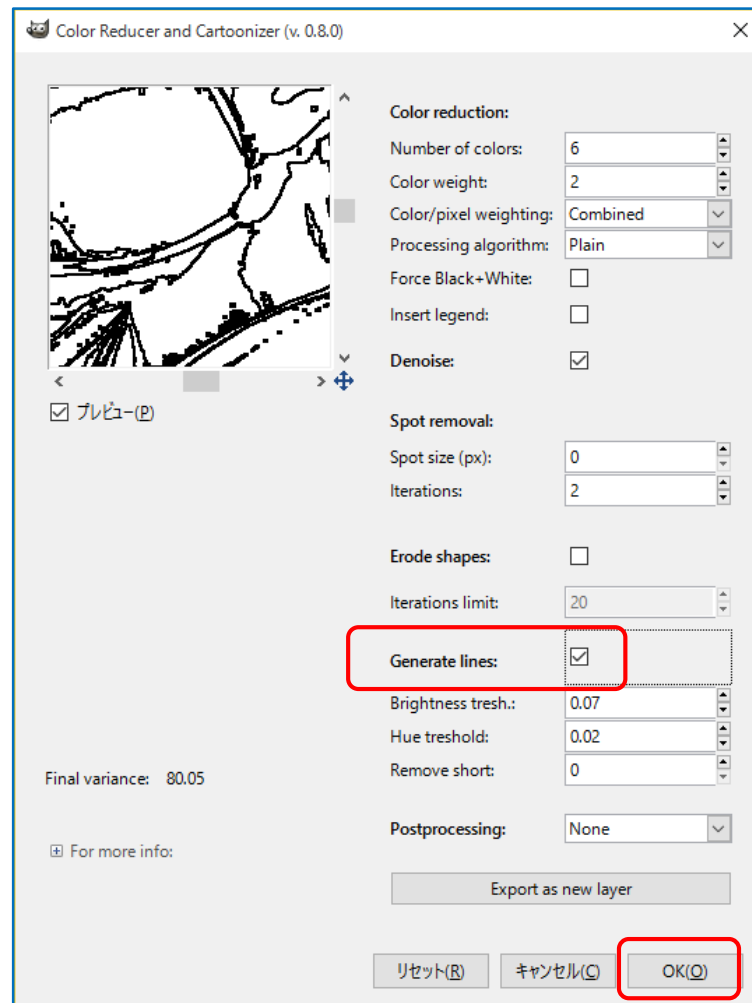 Color Reducer and Cartoonizer (v. 0.8.0)
プレビュー(P)
Final variance: 80.05
For more info:
Color reduction:
Number of colors: 6
Color weight: 2
Color/pixel weighting: Combined
Processing algorithm: Plain
Force Black+White:
Insert legend:
Denoise:
Spot removal:
Spot size (px): 0
Iterations: 2
Erode shapes:
Iterations limit: 20
Generate lines:
Brightness tresh.: 0.07
Hue treshold: 0.02
Remove short: 0
Postprocessing: None
Export as new layer
リセット(R) キャンセル(C) OK(O)